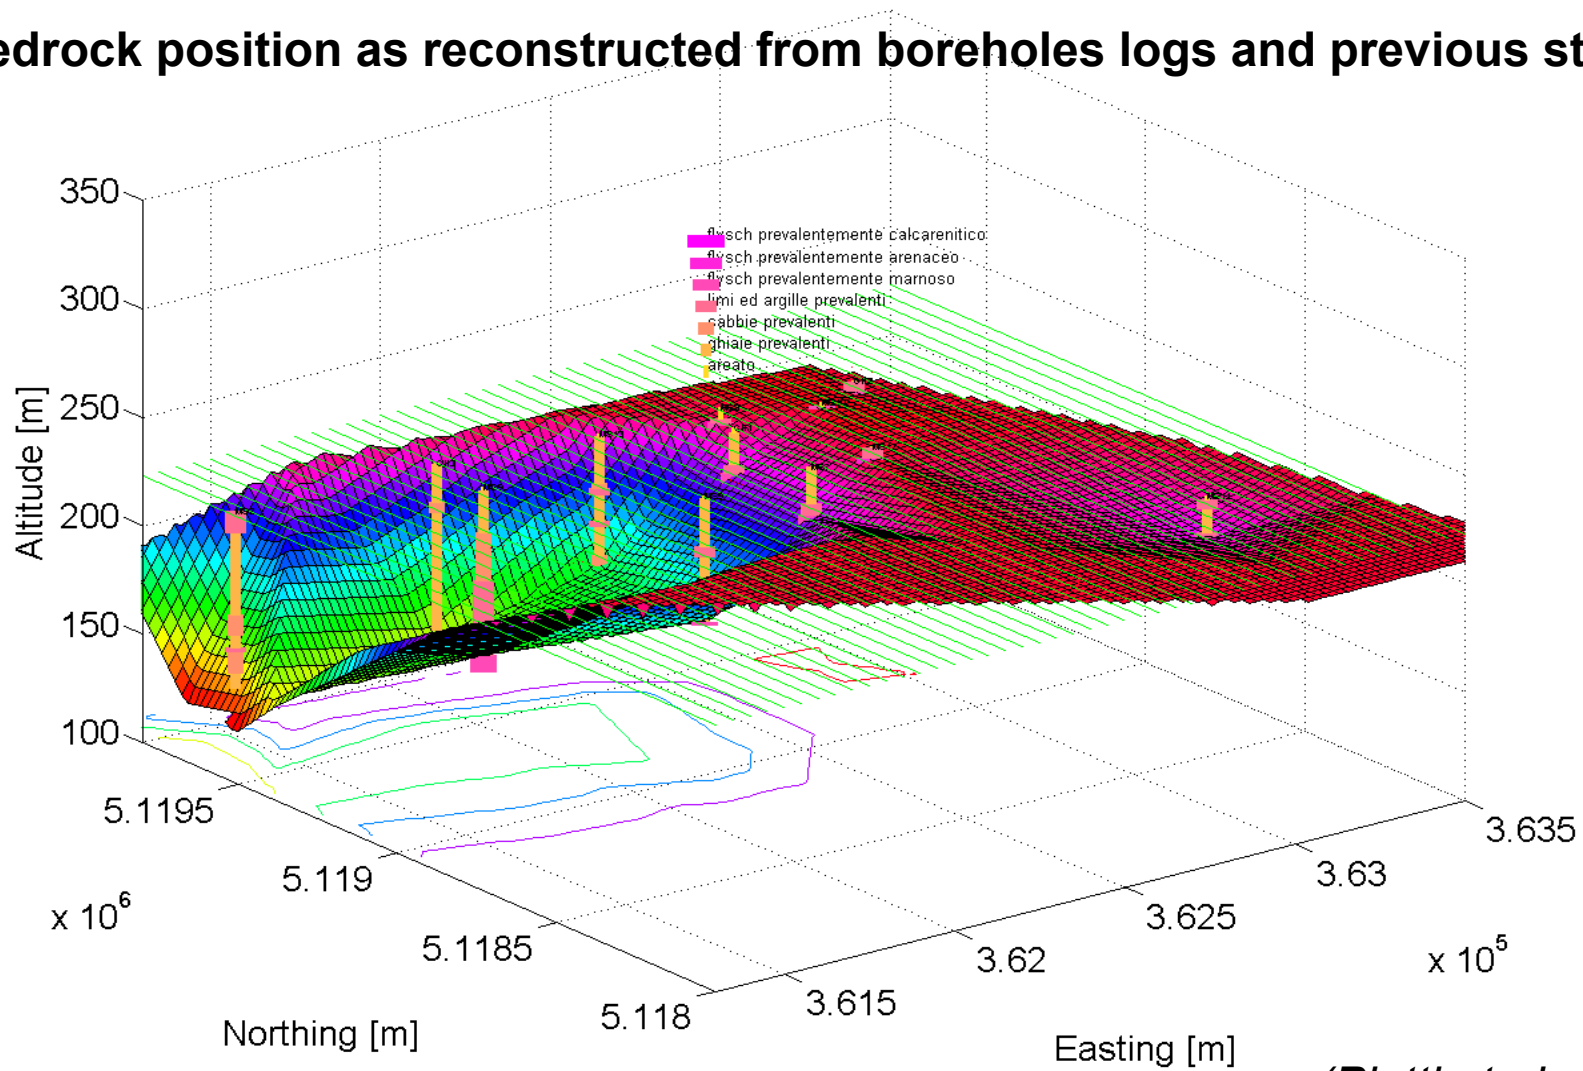 edrock position as reconstructed from boreholes logs and previous st
350
300
250
200
150
100
Altitude [m]
flysch prevalentemente calcarenitico
flysch prevalentemente arenaceo
flysch prevalentemente marnoso
limi ed argille prevalenti
sabbie prevalenti
ghiaie prevalenti
areato
5.1195
5.119
5.1185
5.118
x 10^6
Northing [m]
3.615
3.62
3.625
3.63
3.635
x 10^5
Easting [m]